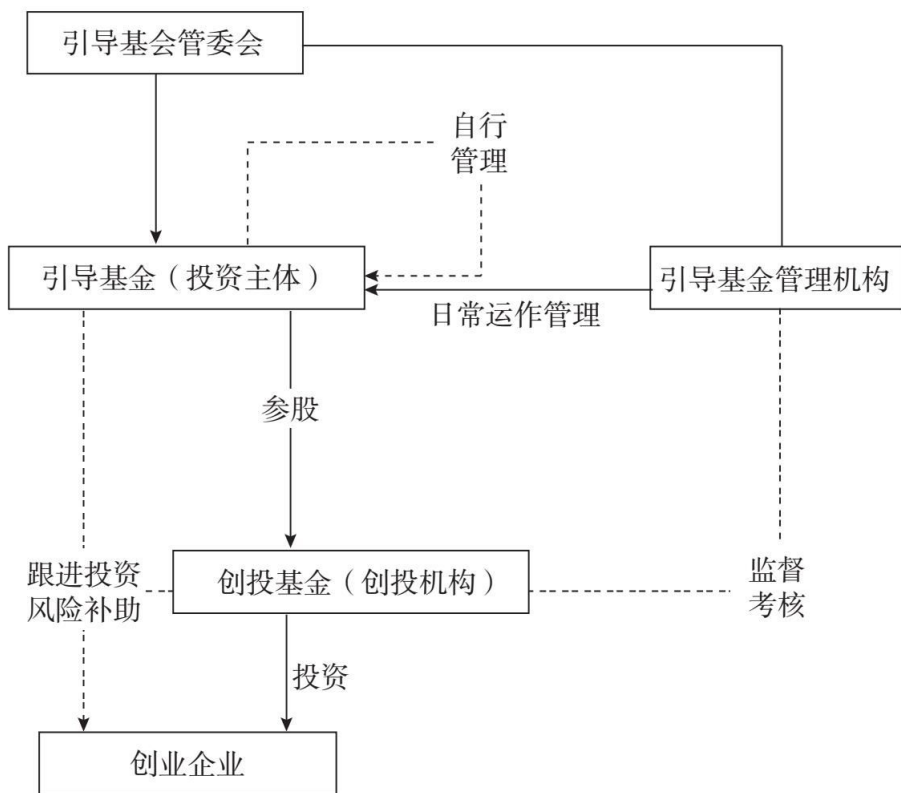 引导基会管委会
自行
管理
引导基金（投资主体）
引导基金管理机构
日常运作管理
参股
跟进投资
风险补助
创投基金（创投机构）
监督
考核
投资
创业企业